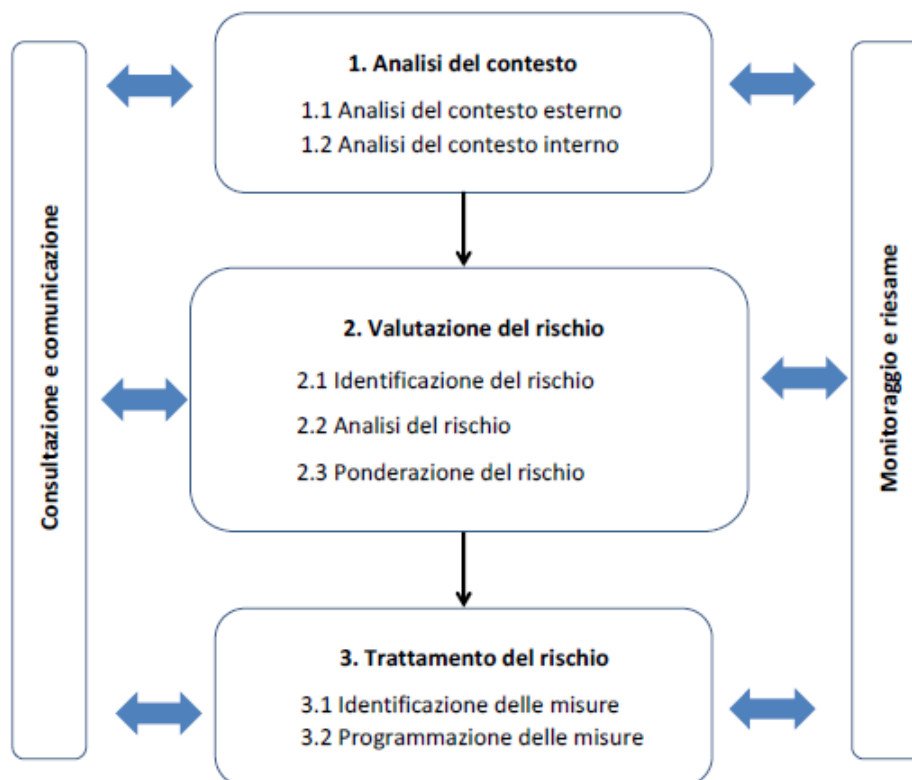 Consultazione e comunicazione
1. Analisi del contesto
1.1 Analisi del contesto esterno
1.2 Analisi del contesto interno
2. Valutazione del rischio
2.1 Identificazione del rischio
2.2 Analisi del rischio
2.3 Ponderazione del rischio
3. Trattamento del rischio
3.1 Identificazione delle misure
3.2 Programmazione delle misure
Monitoraggio e riesame